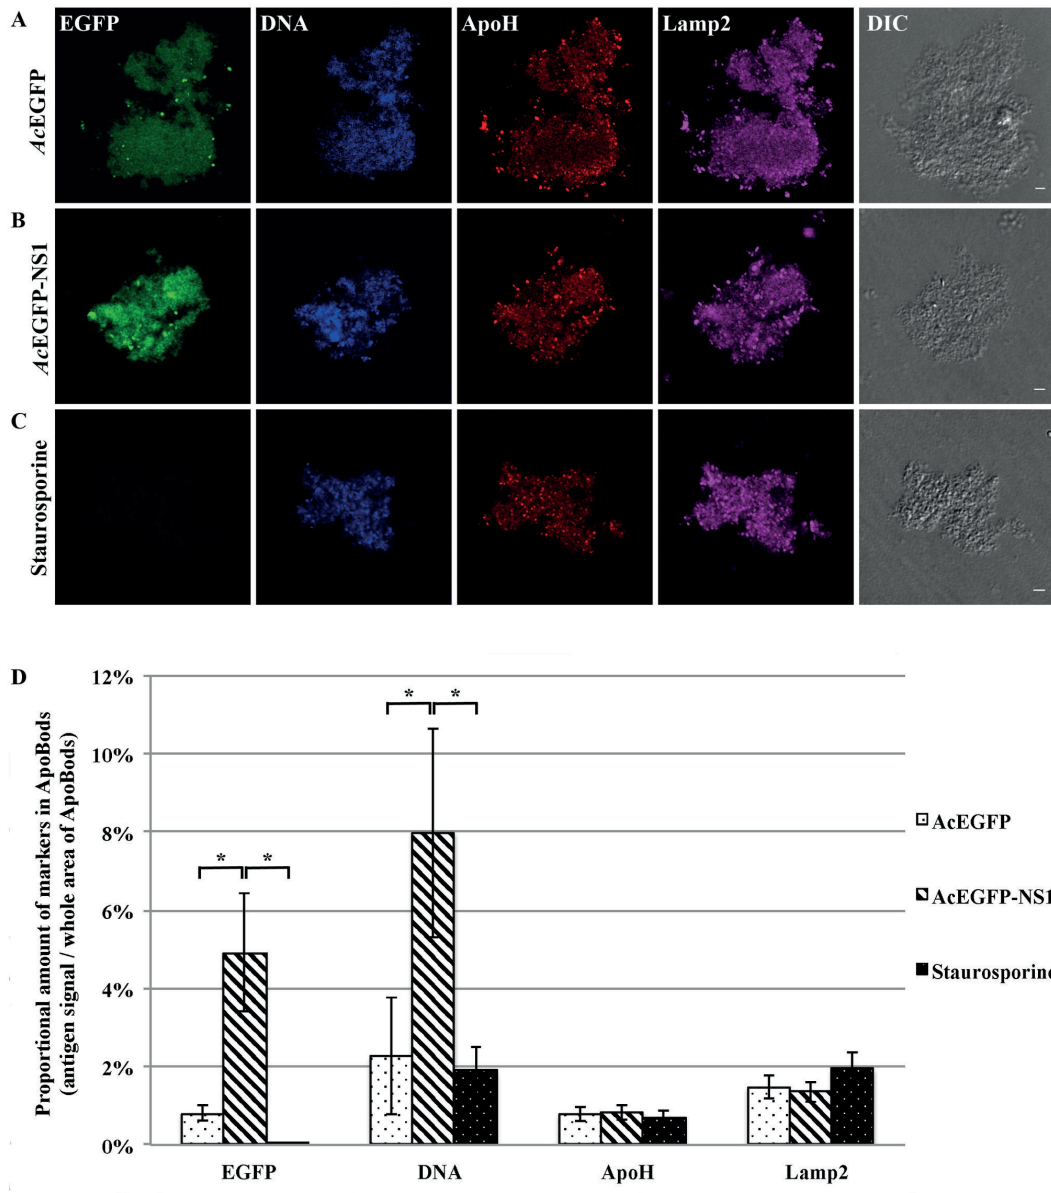 A
EGFP
DNA
ApoH
Lamp2
DIC
AcEGFP
B
AcEGFP-NS1
C
Staurosporine
D
Proportional amount of markers in ApoBods
(antigen signal / whole area of ApoBods)
12%
10%
8%
6%
4%
2%
0%
* *
* *
EGFP
DNA
ApoH
Lamp2
AcEGFP
AcEGFP-NS1
Staurosporine